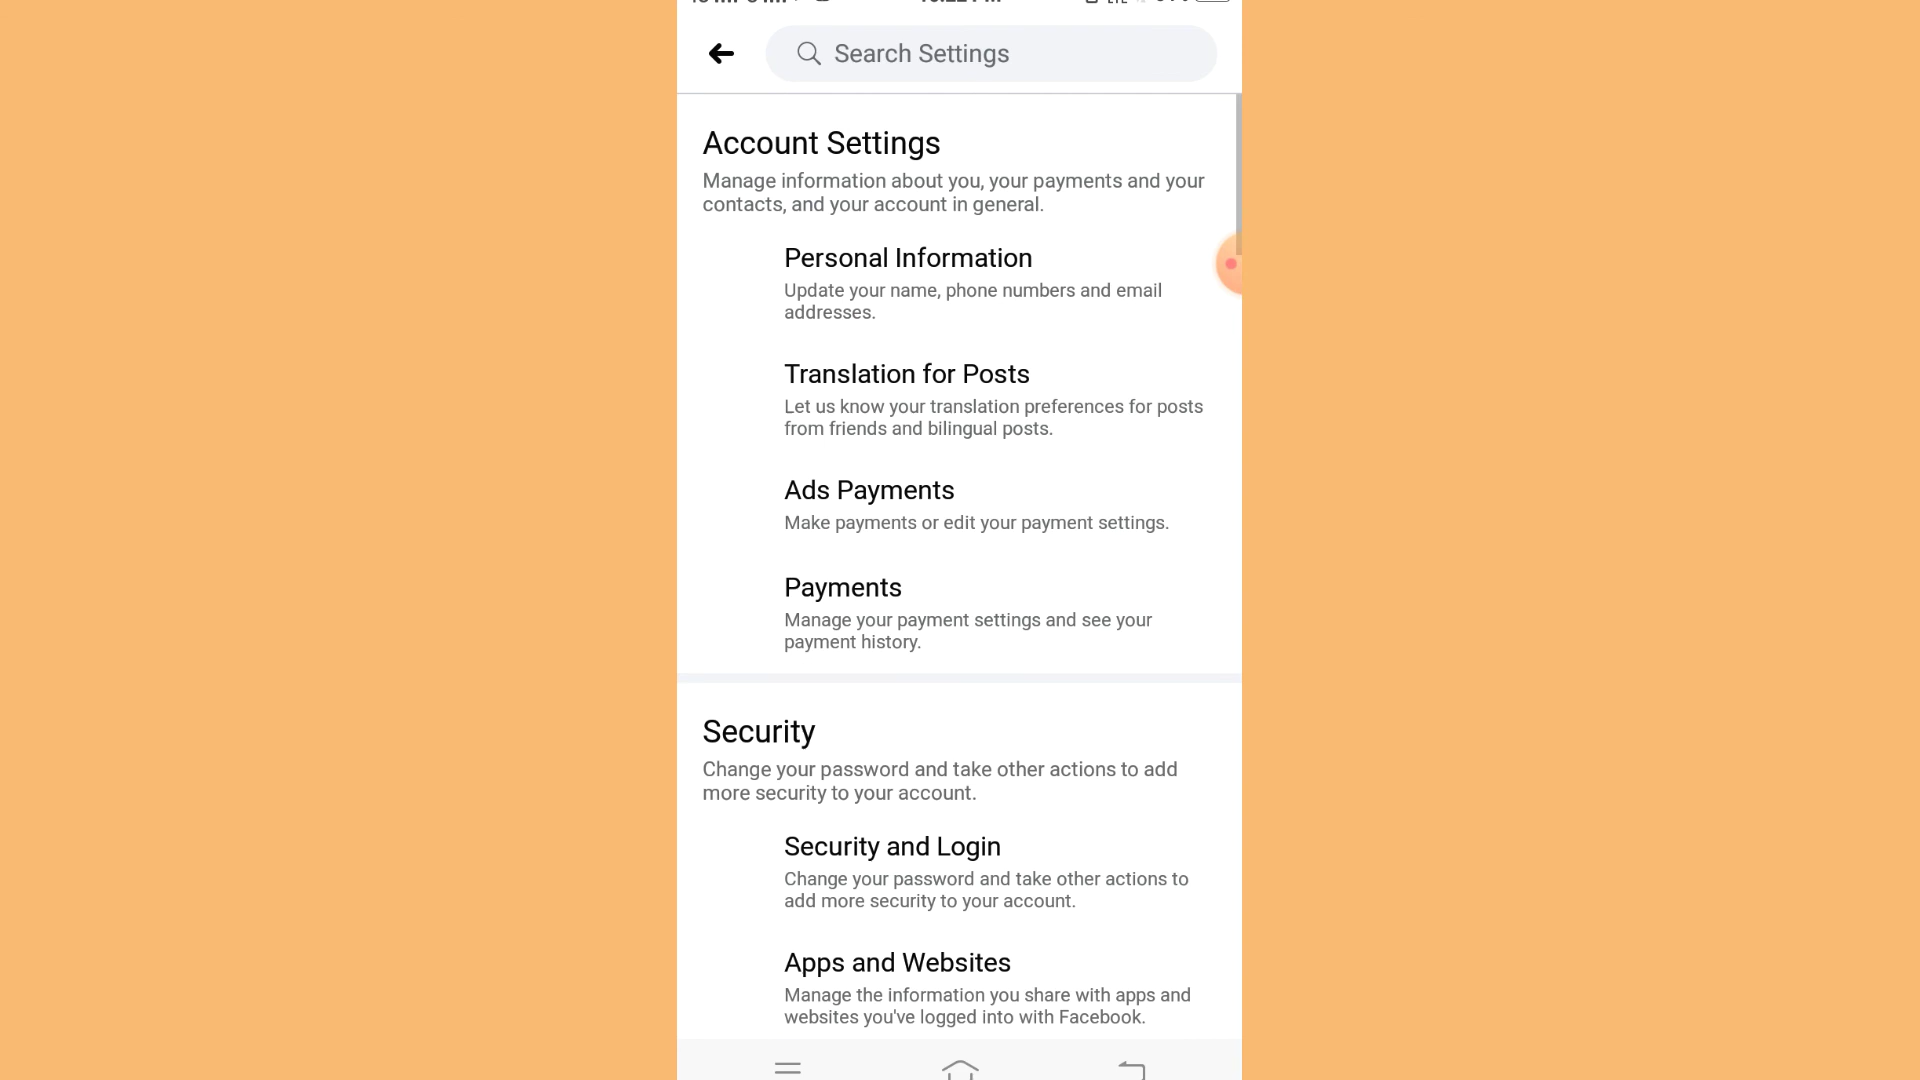 Search Settings
Account Settings
Manage information about you, your payments and your
contacts, and your account in general.
Personal Information
Update your name, phone numbers and email
addresses.
Translation for Posts
Let us know your translation preferences for posts
from friends and bilingual posts.
Ads Payments
Make payments or edit your payment settings.
Payments
Manage your payment settings and see your
payment history.
Security
Change your password and take other actions to add
more security to your account.
Security and Login
Change your password and take other actions to
add more security to your account.
Apps and Websites
Manage the information you share with apps and
websites you've logged into with Facebook.